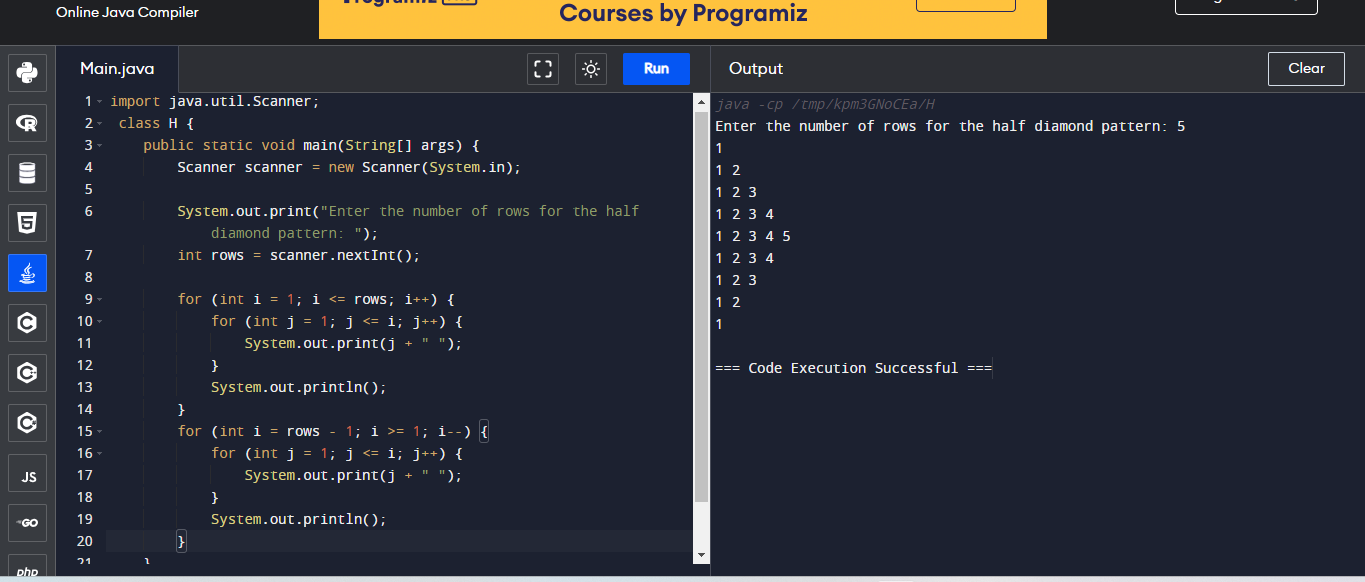 Online Java Compiler
Programiz
Courses by Programiz
Main.java
Run
Output
Clear
1 import java.util.Scanner;
2 class H {
3 public static void main(String[] args) {
4 Scanner scanner = new Scanner(System.in);
5
6 System.out.print("Enter the number of rows for the half
diamond pattern: ");
7 int rows = scanner.nextInt();
8
9 for (int i = 1; i <= rows; i++) {
10 for (int j = 1; j <= i; j++) {
11 System.out.print(j + " ");
12 }
13 System.out.println();
14 }
15 for (int i = rows - 1; i >= 1; i--) {
16 for (int j = 1; j <= i; j++) {
17 System.out.print(j + " ");
18 }
19 System.out.println();
20 }
21 }
java -cp /tmp/kpm3GNoCEa/H
Enter the number of rows for the half diamond pattern: 5
1
1 2
1 2 3
1 2 3 4
1 2 3 4 5
1 2 3 4
1 2 3
1 2
1
=== Code Execution Successful ===
R
5
C
C
C
JS
GO
php